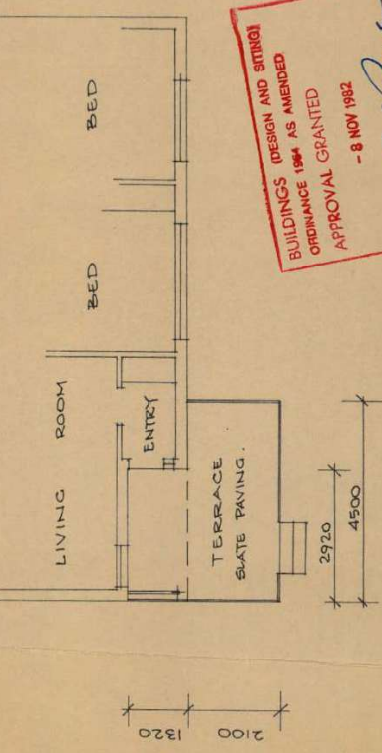 BUILDINGS (DESIGN AND SITING)
ORDINANCE 1964 AS AMENDED
APPROVAL GRANTED
- 8 NOV 1982
BED
BED
LIVING ROOM
ENTRY
TERRACE
SLATE PAVING.
2920
4500
1320
2100